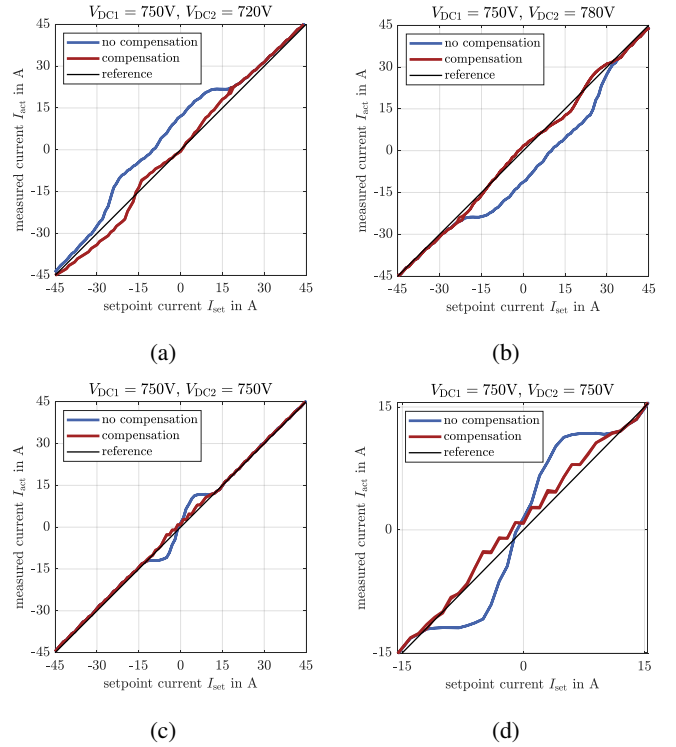 V_DC1 = 750V, V_DC2 = 720V
no compensation
compensation
reference
measured current I_act in A
45
30
15
0
-15
-30
-45
-45 -30 -15 0 15 30 45
setpoint current I_set in A
(a)
V_DC1 = 750V, V_DC2 = 780V
no compensation
compensation
reference
measured current I_act in A
45
30
15
0
-15
-30
-45
-45 -30 -15 0 15 30 45
setpoint current I_set in A
(b)
V_DC1 = 750V, V_DC2 = 750V
no compensation
compensation
reference
measured current I_act in A
45
30
15
0
-15
-30
-45
-45 -30 -15 0 15 30 45
setpoint current I_set in A
(c)
V_DC1 = 750V, V_DC2 = 750V
no compensation
compensation
reference
measured current I_act in A
15
0
-15
-15 0 15
setpoint current I_set in A
(d)